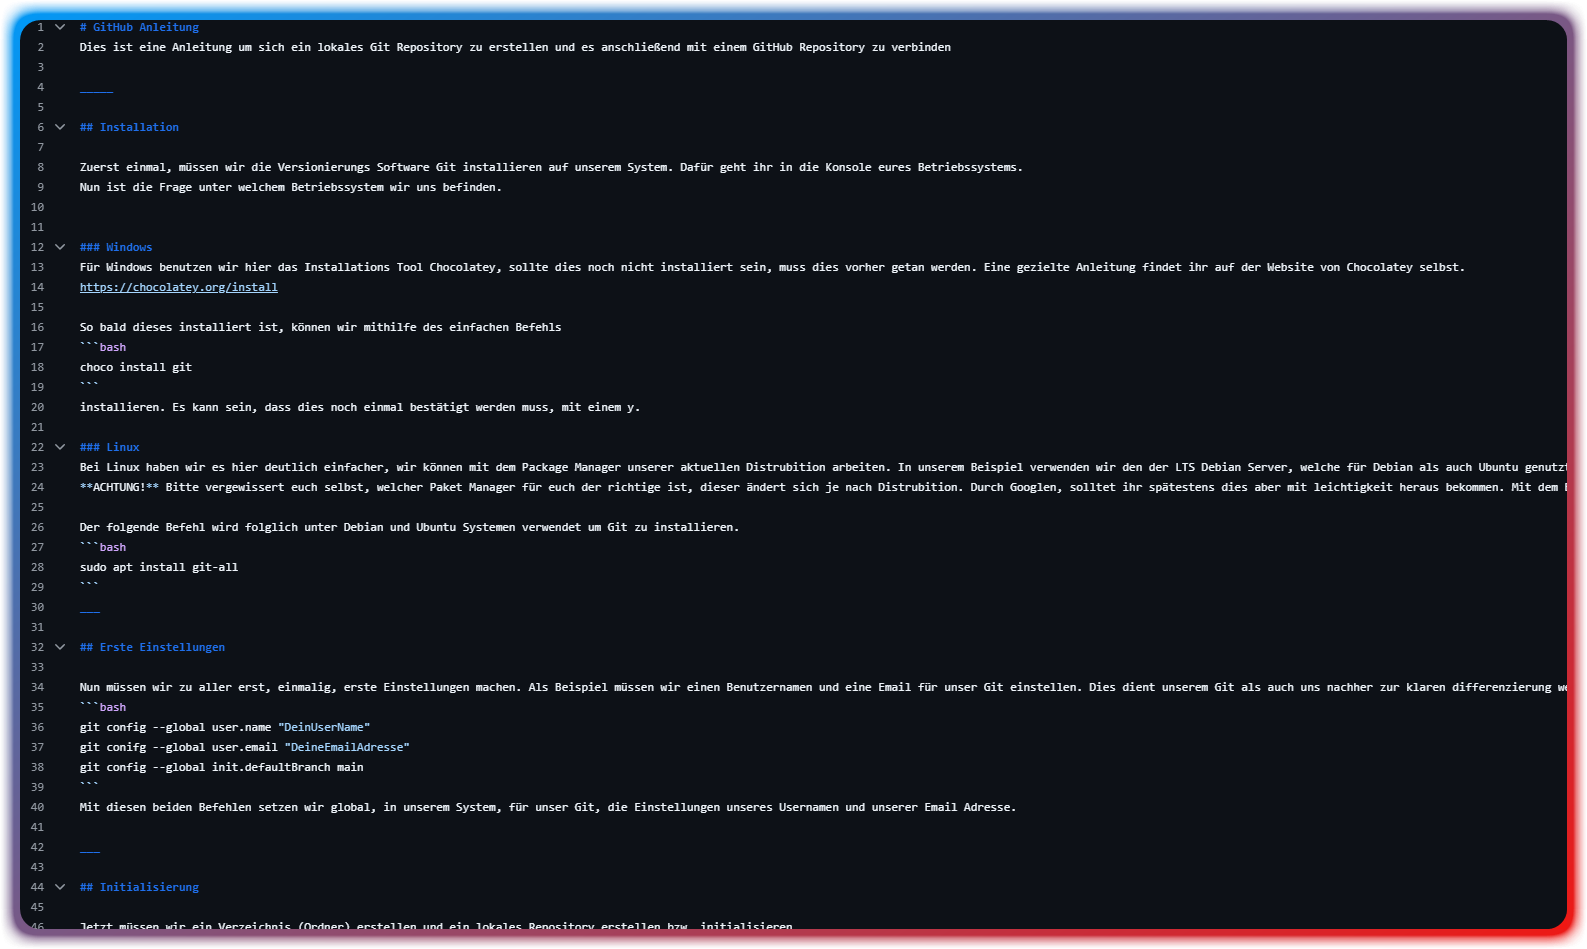 1 # GitHub Anleitung
2 Dies ist eine Anleitung um sich ein lokales Git Repository zu erstellen und es anschließend mit einem GitHub Repository zu verbinden
3
4 _____
5
6 ## Installation
7
8 Zuerst einmal, müssen wir die Versionierungs Software Git installieren auf unserem System. Dafür geht ihr in die Konsole eures Betriebssystems.
9 Nun ist die Frage unter welchem Betriebssystem wir uns befinden.
10
11
12 ### Windows
13 Für Windows benutzen wir hier das Installations Tool Chocolatey, sollte dies noch nicht installiert sein, muss dies vorher getan werden. Eine gezielte Anleitung findet ihr auf der Website von Chocolatey selbst.
14 https://chocolatey.org/install
15
16 So bald dieses installiert ist, können wir mithilfe des einfachen Befehls
17 ```bash
18 choco install git
19 ```
20 installieren. Es kann sein, dass dies noch einmal bestätigt werden muss, mit einem y.
21
22 ### Linux
23 Bei Linux haben wir es hier deutlich einfacher, wir können mit dem Package Manager unserer aktuellen Distrubition arbeiten. In unserem Beispiel verwenden wir den der LTS Debian Server, welche für Debian als auch Ubuntu genutzt
24 **ACHTUNG!** Bitte vergewissert euch selbst, welcher Paket Manager für euch der richtige ist, dieser ändert sich je nach Distrubition. Durch Googlen, solltet ihr spätestens dies aber mit leichtigkeit heraus bekommen. Mit dem
25
26 Der folgende Befehl wird folglich unter Debian und Ubuntu Systemen verwendet um Git zu installieren.
27 ```bash
28 sudo apt install git-all
29 ```
30 ___
31
32 ## Erste Einstellungen
33
34 Nun müssen wir zu aller erst, einmalig, erste Einstellungen machen. Als Beispiel müssen wir einen Benutzernamen und eine Email für unser Git einstellen. Dies dient unserem Git als auch uns nachher zur klaren differenzierung
35 ```bash
36 git config --global user.name "DeinUserName"
37 git conifg --global user.email "DeineEmailAdresse"
38 git config --global init.defaultBranch main
39 ```
40 Mit diesen beiden Befehlen setzen wir global, in unserem System, für unser Git, die Einstellungen unseres Usernamen und unserer Email Adresse.
41
42 ___
43
44 ## Initialisierung
45
46 Jetzt müssen wir ein Verzeichnis (Ordner) erstellen und ein lokales Repository erstellen bzw. initialisieren